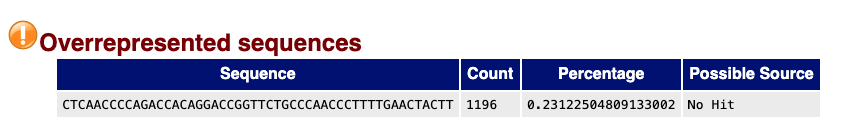 Overrepresented sequences
Sequence Count Percentage Possible Source
CTCAACCCCAGACCACAGGACCGGTTCTGCCCAACCCTTTTGAACTACTT 1196 0.23122504809133002 No Hit